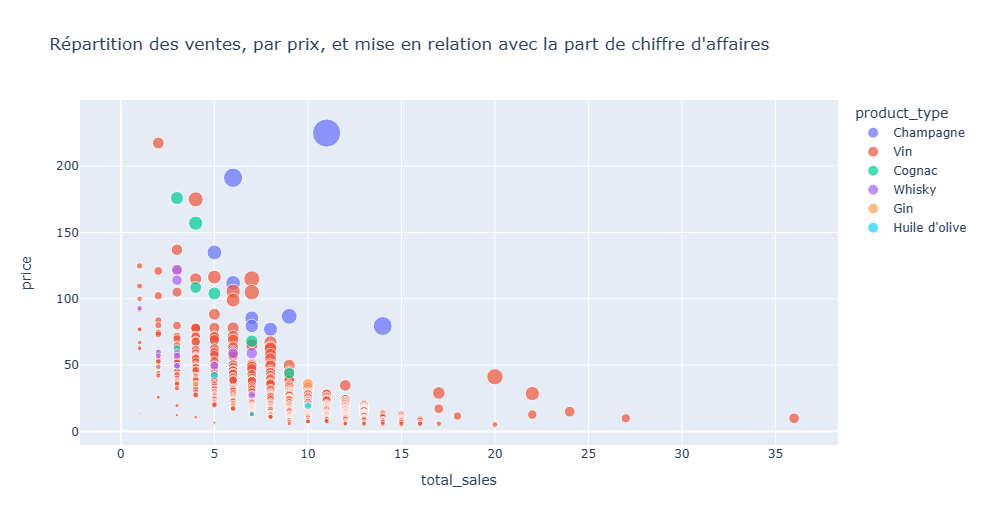 Répartition des ventes, par prix, et mise en relation avec la part de chiffre d'affaires
product_type
Champagne
Vin
Cognac
Whisky
Gin
Huile d'olive
price
200
150
100
50
0
0 5 10 15 20 25 30 35
total_sales